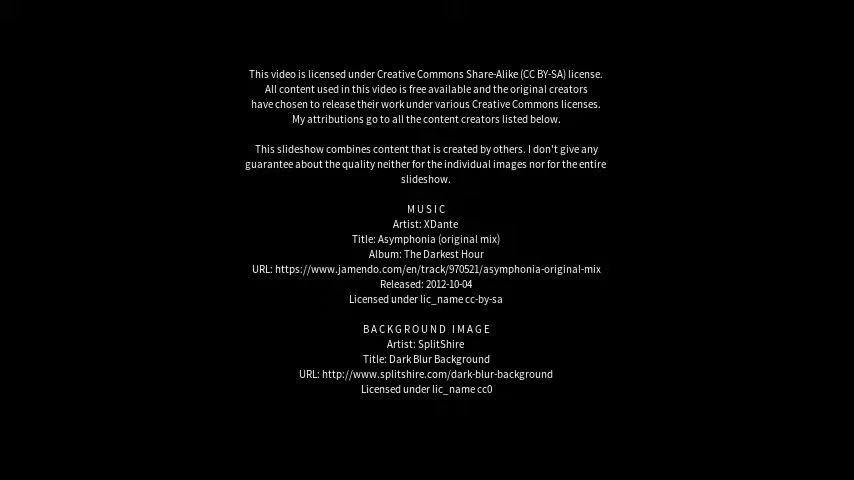 This video is licensed under Creative Commons Share-Alike (CC BY-SA) license.
All content used in this video is free available and the original creators
have chosen to release their work under various Creative Commons licenses.
My attributions go to all the content creators listed below.
This slideshow combines content that is created by others. I don't give any
guarantee about the quality neither for the individual images nor for the entire
slideshow.
MUSIC
Artist: XDante
Title: Asymphonia (original mix)
Album: The Darkest Hour
URL: https://www.jamendo.com/en/track/970521/asymphonia-original-mix
Released: 2012-10-04
Licensed under lic_name cc-by-sa
BACKGROUND IMAGE
Artist: SplitShire
Title: Dark Blur Background
URL: http://www.splitshire.com/dark-blur-background
Licensed under lic_name cc0